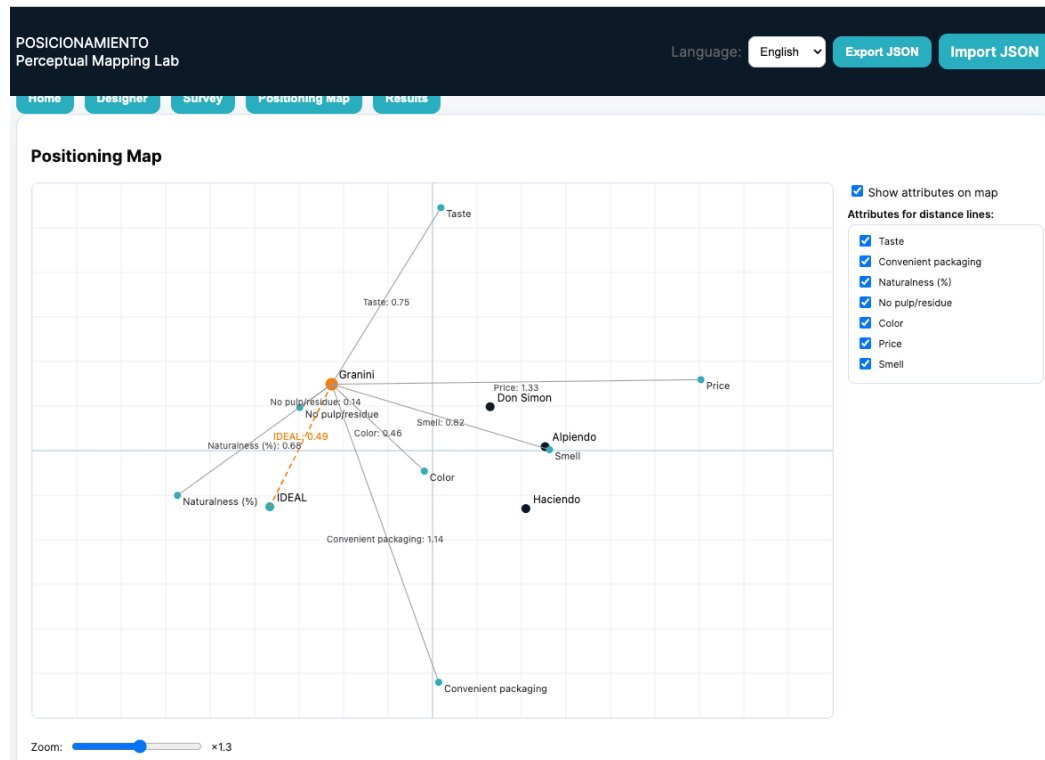 POSICIONAMIENTO
Perceptual Mapping Lab
Language: English Export JSON Import JSON
Home Designer Survey Positioning Map Results
Positioning Map
Show attributes on map
Attributes for distance lines:
Taste
Convenient packaging
Naturalness (%)
No pulp/residue
Color
Price
Smell
Taste
Taste: 0.75
Granini
Price
Price: 1.33
Don Simon
No pulp/residue: 0.14
No pulp/residue
Smell: 0.82
IDEAL: 0.49
Color: 0.46
Alpiendo
Naturalness (%): 0.68
Smell
Color
IDEAL
Naturalness (%)
Haciendo
Convenient packaging: 1.14
Convenient packaging
Zoom: ×1.3